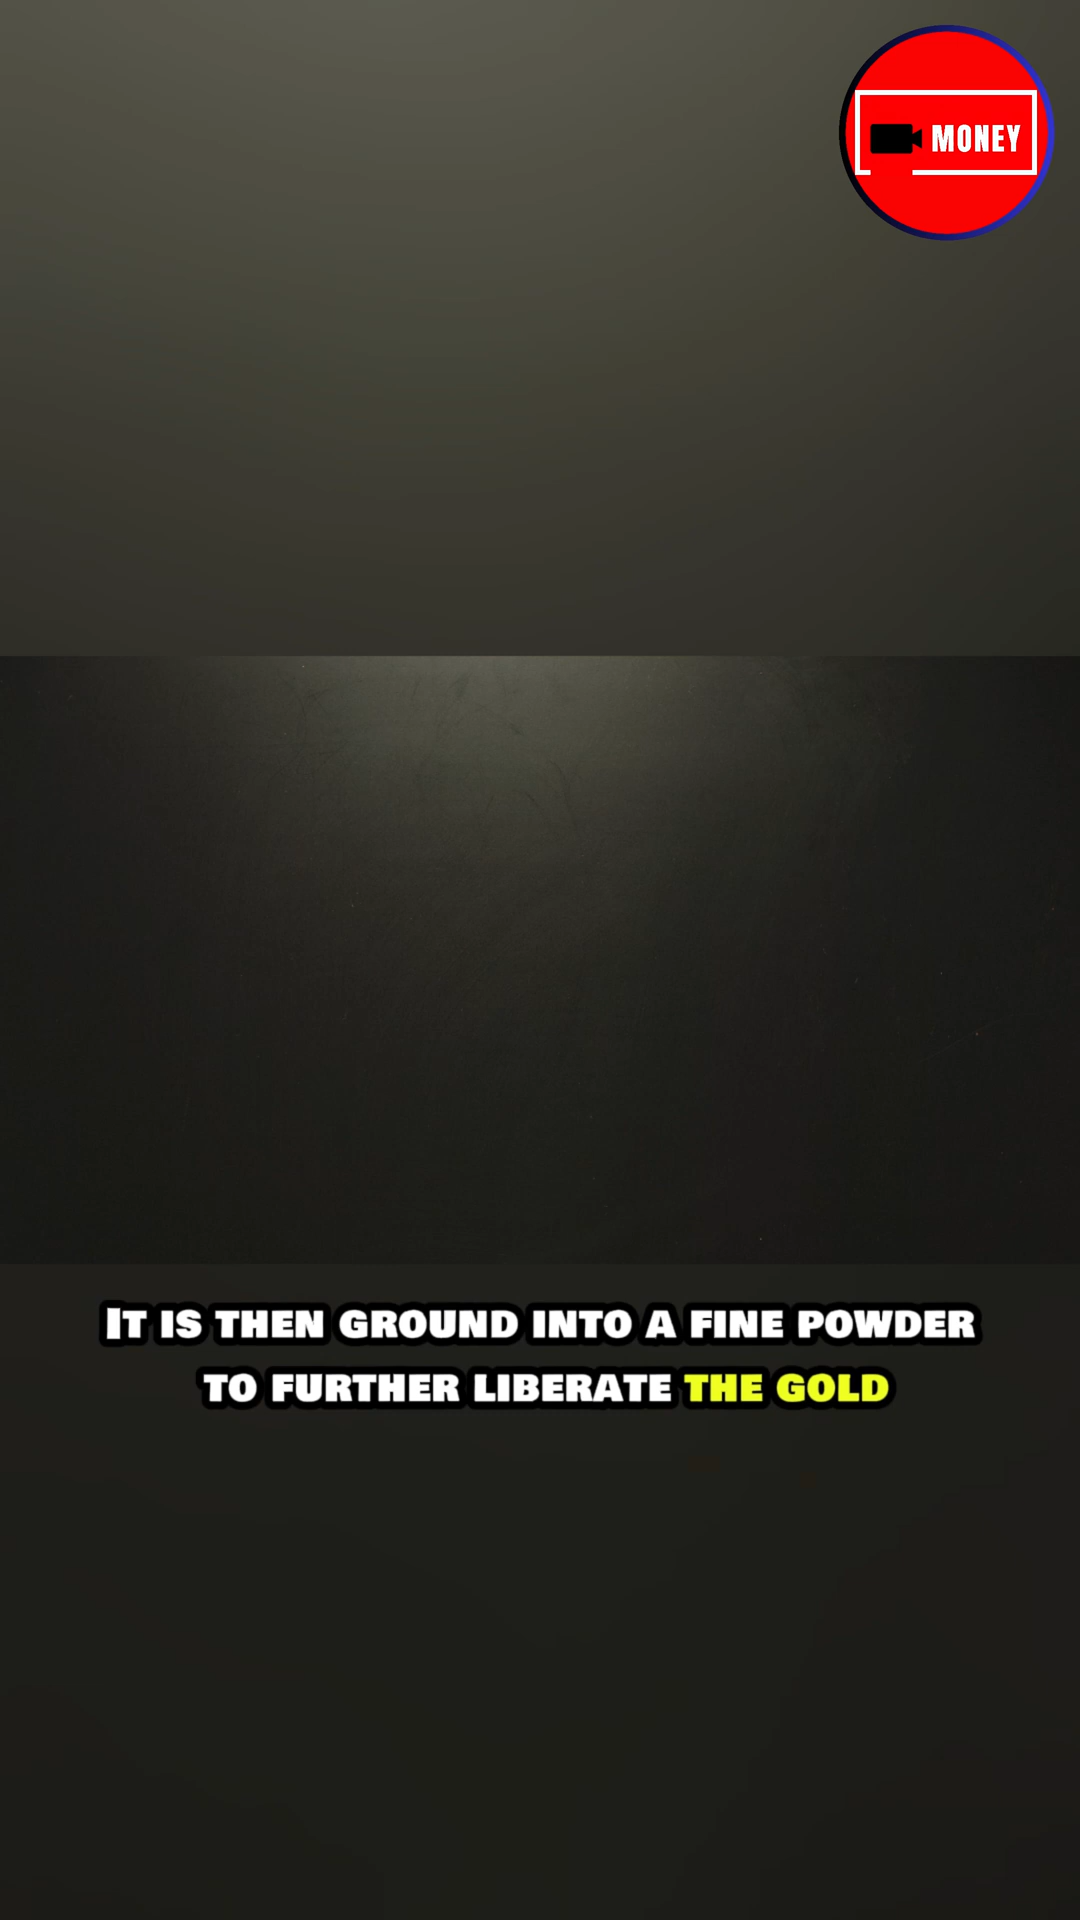 MONEY
It is then ground into a fine powder
to further liberate the gold